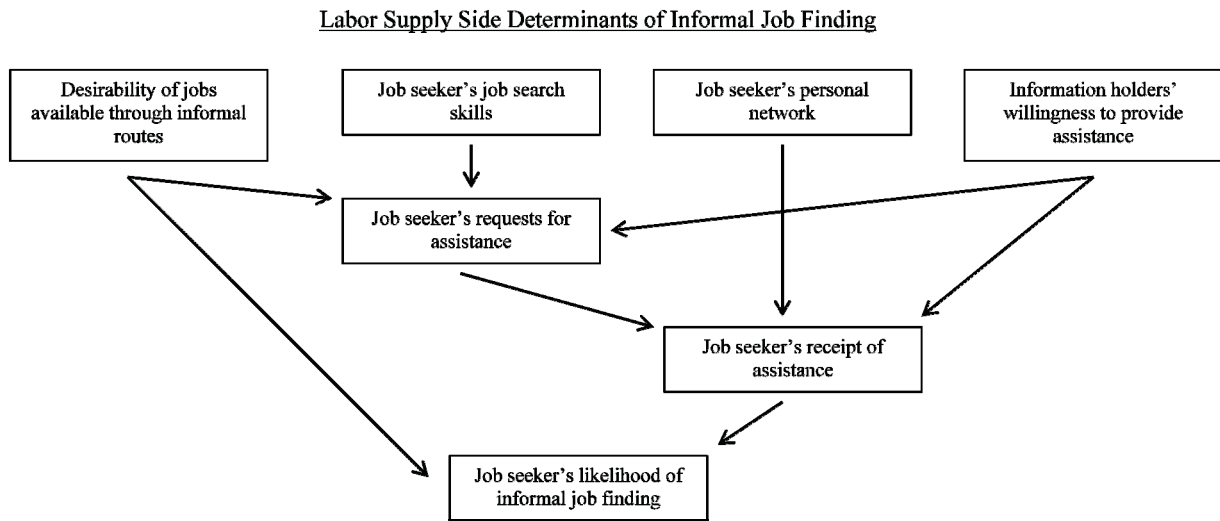 Labor Supply Side Determinants of Informal Job Finding
Desirability of jobs
available through informal
routes
Job seeker's job search
skills
Job seeker's personal
network
Information holders'
willingness to provide
assistance
Job seeker's requests for
assistance
Job seeker's receipt of
assistance
Job seeker's likelihood of
informal job finding